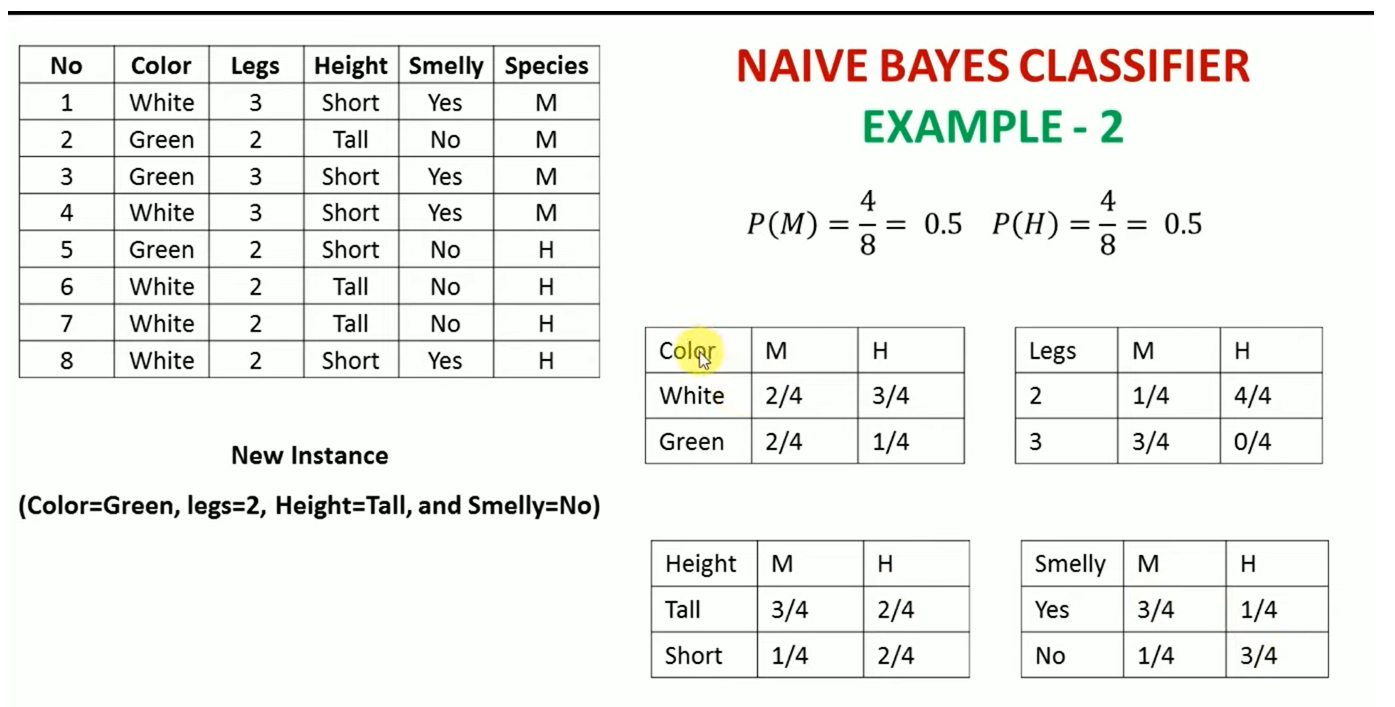 No Color Legs Height Smelly Species
1 White 3 Short Yes M
2 Green 2 Tall No M
3 Green 3 Short Yes M
4 White 3 Short Yes M
5 Green 2 Short No H
6 White 2 Tall No H
7 White 2 Tall No H
8 White 2 Short Yes H
New Instance
(Color=Green, legs=2, Height=Tall, and Smelly=No)
NAIVE BAYES CLASSIFIER
EXAMPLE - 2
P(M) = 4/8 = 0.5 P(H) = 4/8 = 0.5
Color M H
White 2/4 3/4
Green 2/4 1/4
Legs M H
2 1/4 4/4
3 3/4 0/4
Height M H
Tall 3/4 2/4
Short 1/4 2/4
Smelly M H
Yes 3/4 1/4
No 1/4 3/4